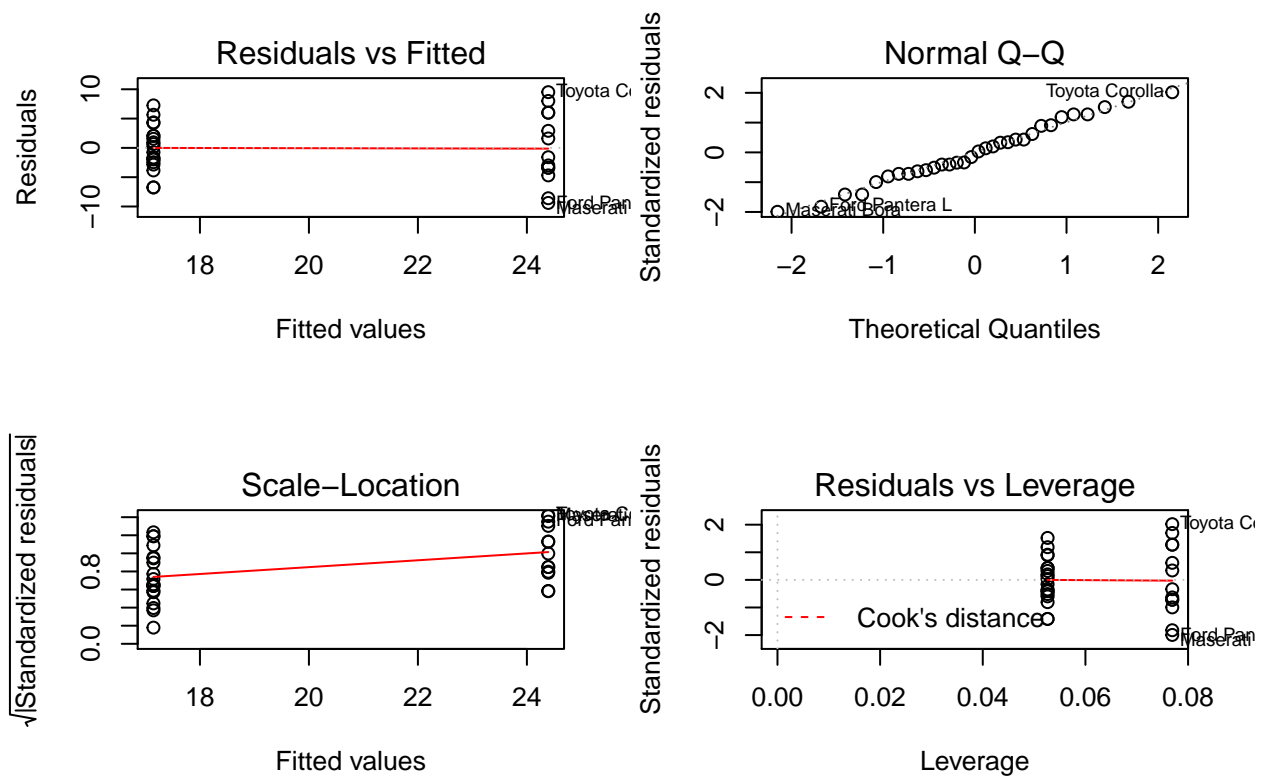 Residuals vs Fitted
Residuals
10
0
−10
Toyota Co
Ford Pan
Maserati
18 20 22 24
Fitted values
Normal Q−Q
Standardized residuals
2
0
−2
Toyota Corolla
Ford Pantera L
Maserati Bora
−2 −1 0 1 2
Theoretical Quantiles
Scale−Location
√|Standardized residuals|
0.8
0.0
Toyota C
Maserati
Ford Pan
18 20 22 24
Fitted values
Residuals vs Leverage
Standardized residuals
2
0
−2
Toyota Co
Ford Pan
Maserati
Cook's distance
0.00 0.02 0.04 0.06 0.08
Leverage